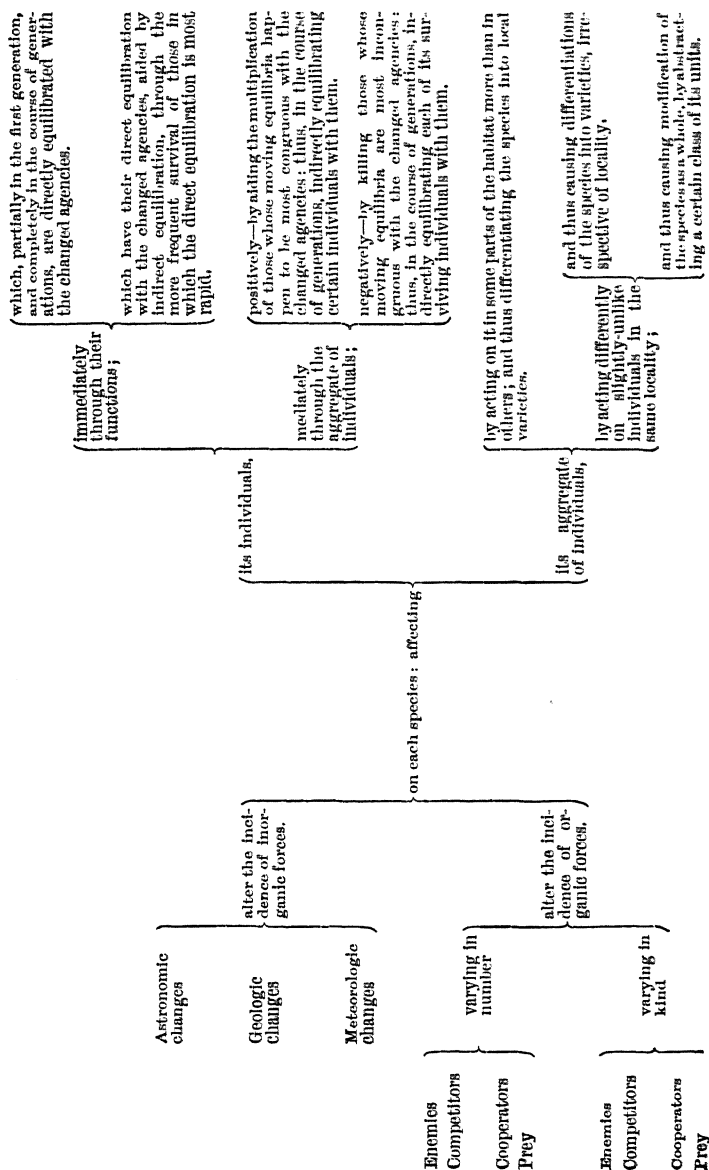 Astronomic
changes
Geologic
changes
Meteorologic
changes
alter the inci-
dence of inor-
ganic forces.
Enemies
Competitors
Cooperators
Prey
varying in
number
Enemies
Competitors
Cooperators
Prey
varying in
kind
alter the inci-
dence of or-
ganic forces.
on each species: affecting
its individuals,
immediately
through their
functions;
which, partially in the first generation,
and completely in the course of gener-
ations, are directly equilibrated with
the changed agencies.
which have their direct equilibration
with the changed agencies, aided by
indirect equilibration, through the
more frequent survival of those in
which the direct equilibration is most
rapid.
mediately
through the
aggregate of
individuals;
positively—by aiding the multiplication
of those whose moving equilibria hap-
pen to be most congruous with the
changed agencies: thus, in the course
of generations, indirectly equilibrating
certain individuals with them.
negatively—by killing those whose
moving equilibria are most incon-
gruous with the changed agencies:
thus, in the course of generations, in-
directly equilibrating each of its sur-
viving individuals with them.
its aggregate
of individuals,
by acting on it in some parts of the habitat more than in
others; and thus differentiating the species into local
varieties.
by acting differently
on slightly-unlike
individuals in the
same locality;
and thus causing differentiations
of the species into varieties, irre-
spective of locality.
and thus causing modification of
the species as a whole, by abstract-
ing a certain class of its units.